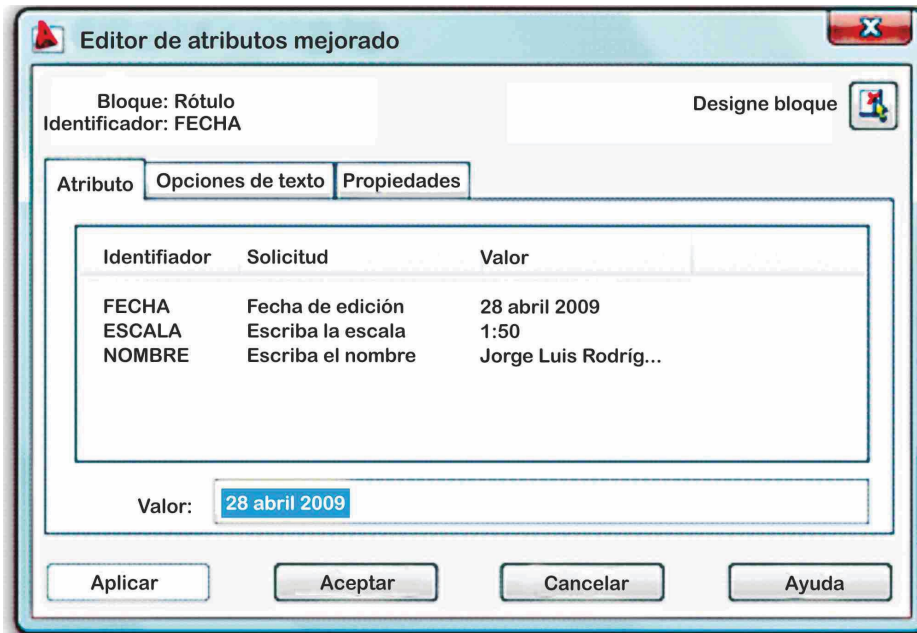 Editor de atributos mejorado
Bloque: Rótulo
Identificador: FECHA
Designe bloque
Atributo Opciones de texto Propiedades
Identifiador Solicitud Valor
FECHA Fecha de edición 28 abril 2009
ESCALA Escriba la escala 1:50
NOMBRE Escriba el nombre Jorge Luis Rodríg...
Valor: 28 abril 2009
Aplicar Aceptar Cancelar Ayuda